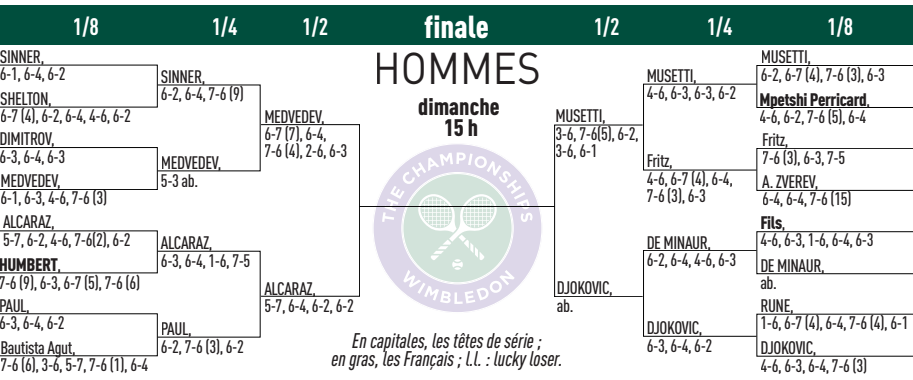 1/8 1/4 1/2 finale 1/2 1/4 1/8
HOMMES
dimanche
15 h
SINNER,
6-1, 6-4, 6-2
SHELTON,
6-7 (4), 6-2, 6-4, 4-6, 6-2
DIMITROV,
6-3, 6-4, 6-3
MEDVEDEV,
6-1, 6-3, 4-6, 7-6 (3)
ALCARAZ,
5-7, 6-2, 4-6, 7-6(2), 6-2
HUMBERT,
7-6 (9), 6-3, 6-7 (5), 7-6 (6)
PAUL,
6-3, 6-4, 6-2
Bautista Agut,
7-6 (6), 3-6, 5-7, 7-6 (1), 6-4
SINNER,
6-2, 6-4, 7-6 (9)
MEDVEDEV,
5-3 ab.
ALCARAZ,
6-3, 6-4, 1-6, 7-5
PAUL,
6-2, 7-6 (3), 6-2
MEDVEDEV,
6-7 (7), 6-4,
7-6 (4), 2-6, 6-3
ALCARAZ,
5-7, 6-4, 6-2, 6-2
THE CHAMPIONSHIPS
WIMBLEDON
MUSETTI,
3-6, 7-6(5), 6-2,
3-6, 6-1
DJOKOVIC,
ab.
MUSETTI,
4-6, 6-3, 6-3, 6-2
Fritz,
4-6, 6-7 (4), 6-4,
7-6 (3), 6-3
DE MINAUR,
6-2, 6-4, 4-6, 6-3
DJOKOVIC,
6-3, 6-4, 6-2
MUSETTI,
6-2, 6-7 (4), 7-6 (3), 6-3
Mpetshi Perricard,
4-6, 6-2, 7-6 (5), 6-4
Fritz,
7-6 (3), 6-3, 7-5
A. ZVEREV,
6-4, 6-4, 7-6 (15)
Fils,
4-6, 6-3, 1-6, 6-4, 6-3
DE MINAUR,
ab.
RUNE,
1-6, 6-7 (4), 6-4, 7-6 (4), 6-1
DJOKOVIC,
4-6, 6-3, 6-4, 7-6 (3)
En capitales, les têtes de série ;
en gras, les Français ; l.l. : lucky loser.